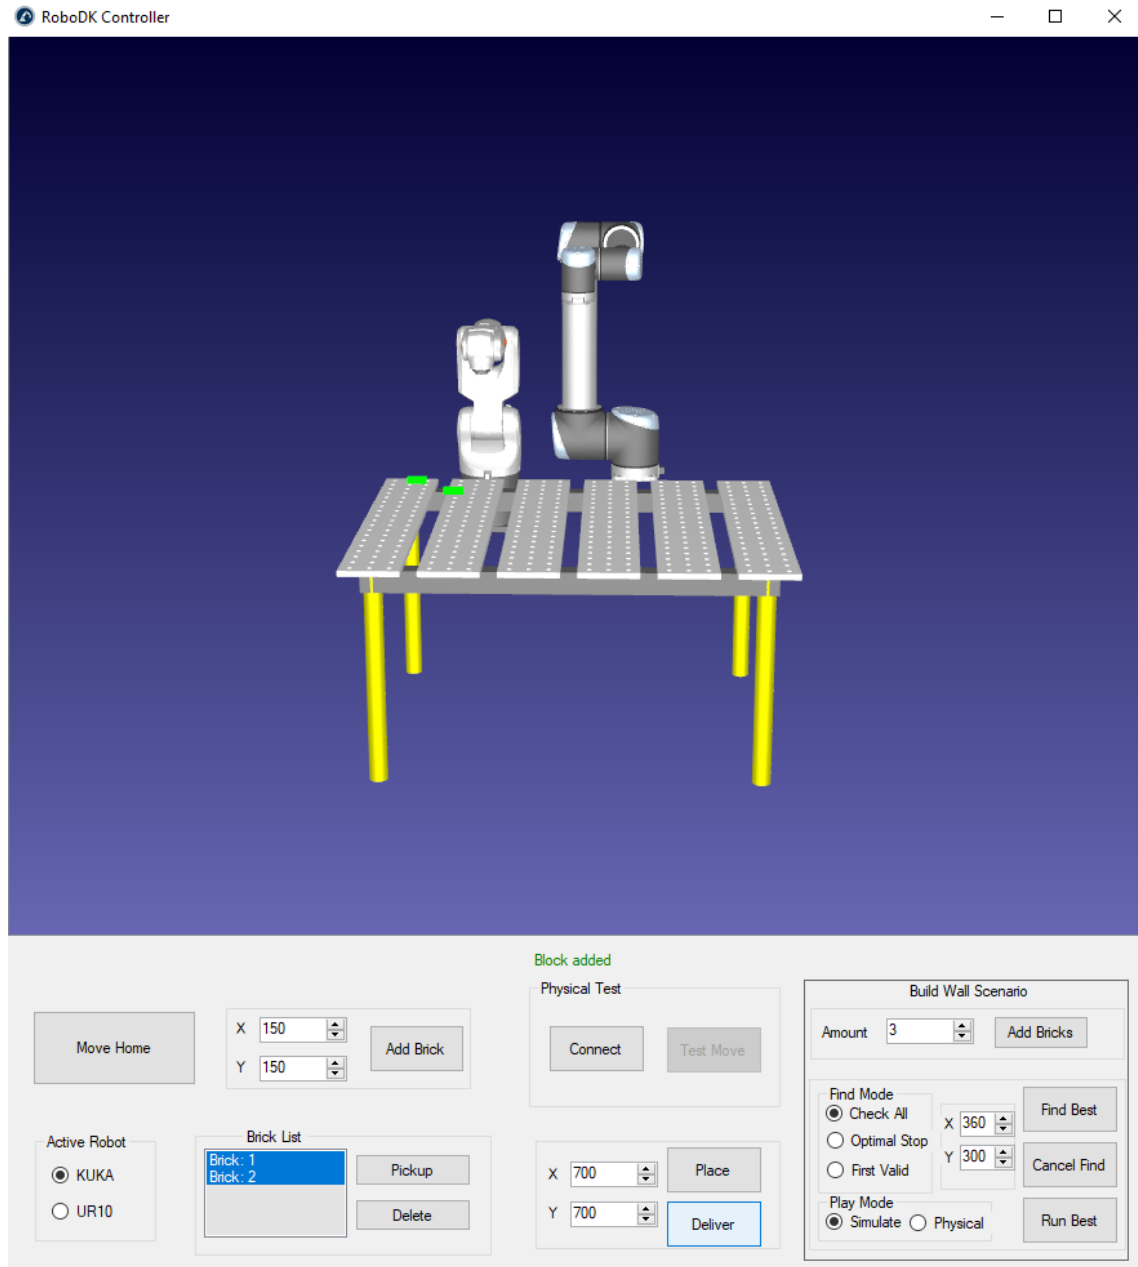 RoboDK Controller
Block added
Move Home
X 150
Y 150
Add Brick
Physical Test
Connect
Test Move
Build Wall Scenario
Amount 3
Add Bricks
Active Robot
KUKA
UR10
Brick List
Brick: 1
Brick: 2
Pickup
Delete
X 700
Y 700
Place
Deliver
Find Mode
Check All
Optimal Stop
First Valid
X 360
Y 300
Find Best
Cancel Find
Play Mode
Simulate Physical
Run Best